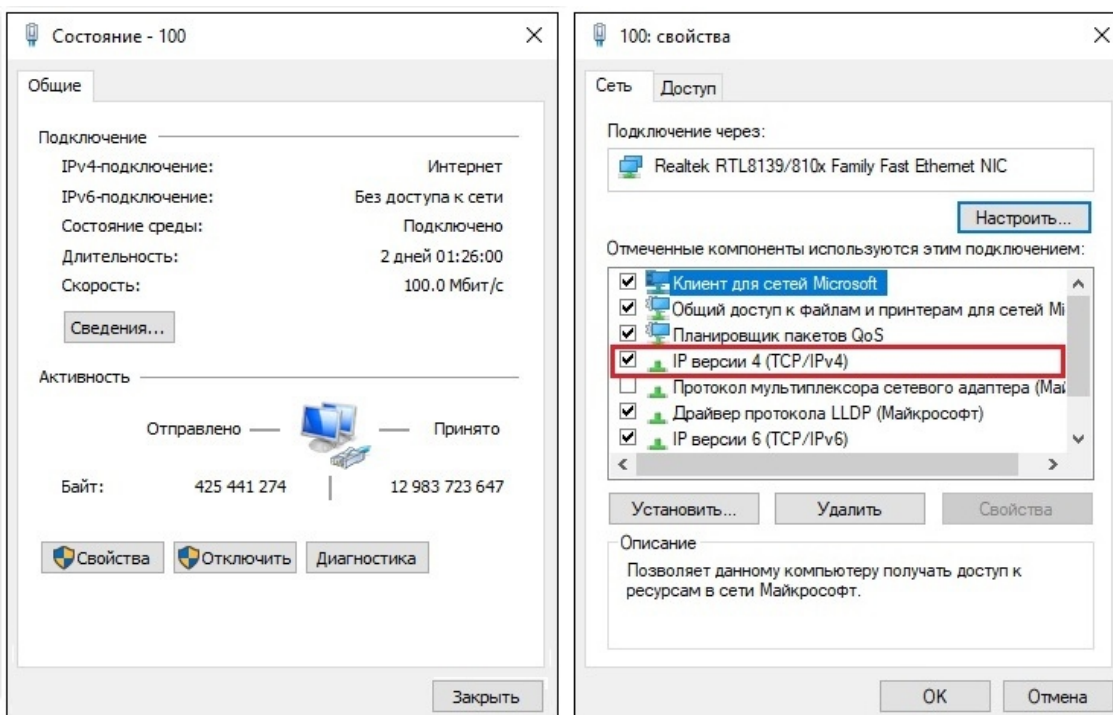 Состояние - 100
Общие
Подключение
IPv4-подключение: Интернет
IPv6-подключение: Без доступа к сети
Состояние среды: Подключено
Длительность: 2 дней 01:26:00
Скорость: 100.0 Мбит/с
Сведения...
Активность
Отправлено Принято
Байт: 425 441 274 12 983 723 647
Свойства Отключить Диагностика
Закрыть
100: свойства
Сеть Доступ
Подключение через:
Realtek RTL8139/810x Family Fast Ethernet NIC
Настроить...
Отмеченные компоненты используются этим подключением:
Клиент для сетей Microsoft
Общий доступ к файлам и принтерам для сетей Mi
Планировщик пакетов QoS
IP версии 4 (TCP/IPv4)
Протокол мультиплексора сетевого адаптера (Май
Драйвер протокола LLDP (Майкрософт)
IP версии 6 (TCP/IPv6)
Установить... Удалить Свойства
Описание
Позволяет данному компьютеру получать доступ к
ресурсам в сети Майкрософт.
OK Отмена